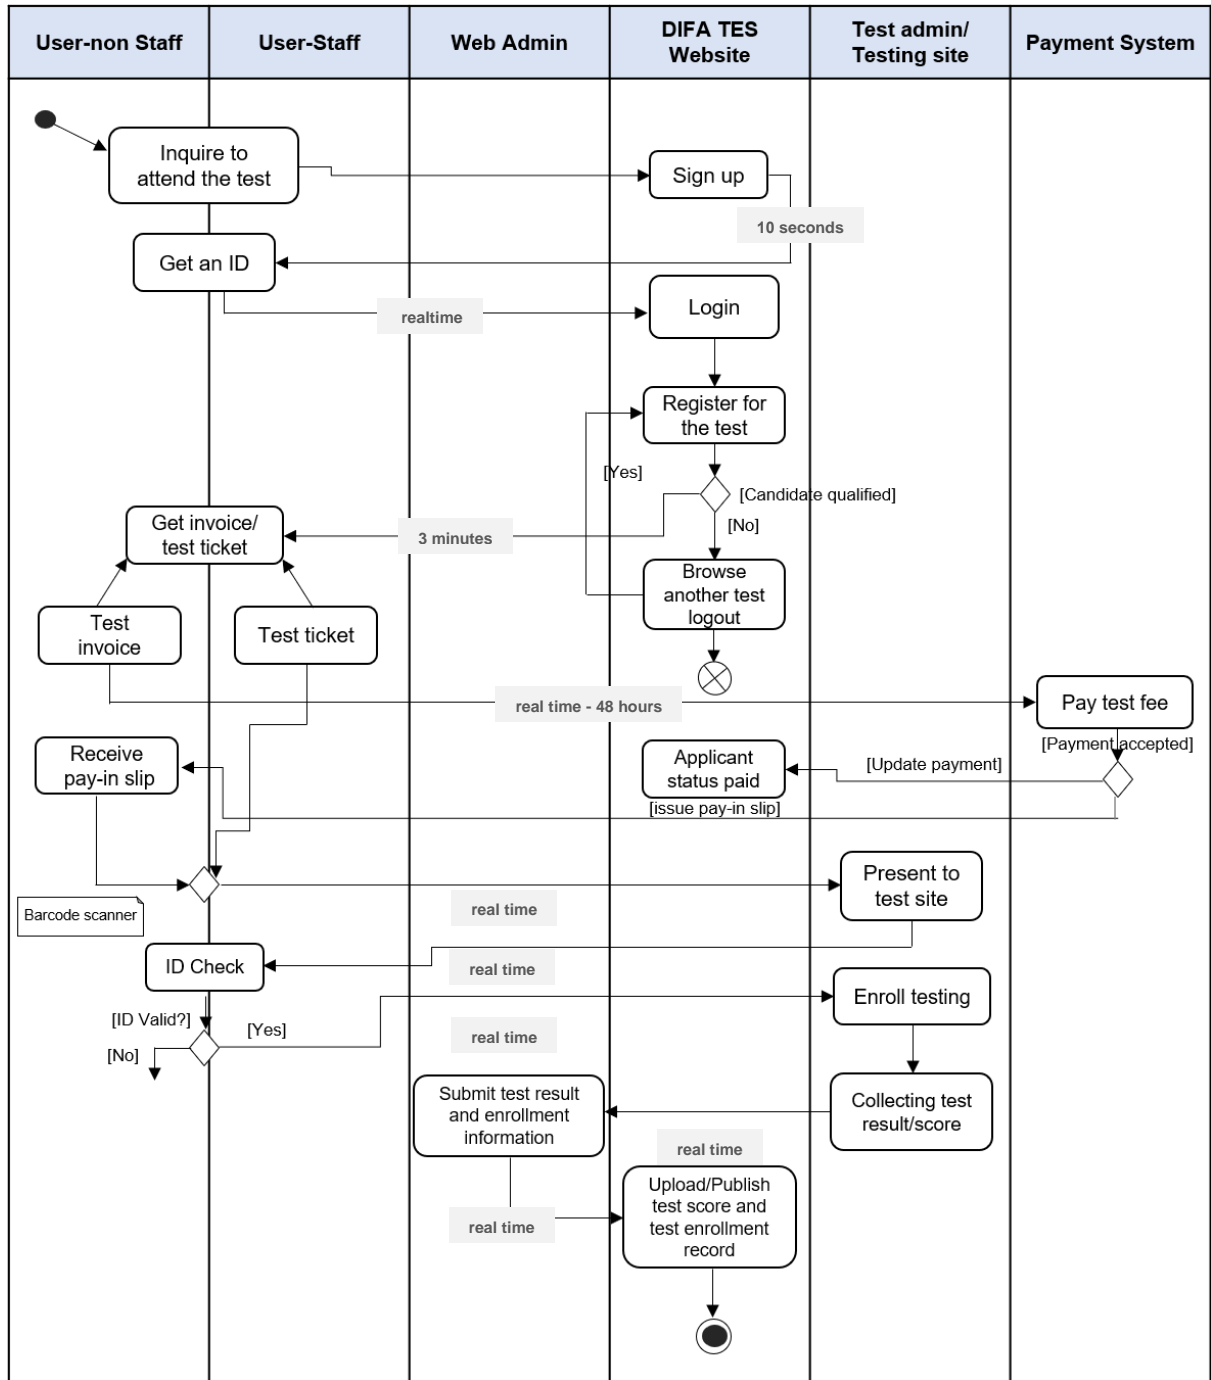 User-non Staff
User-Staff
Web Admin
DIFA TES
Website
Test admin/
Testing site
Payment System
Inquire to
attend the test
Sign up
10 seconds
Get an ID
realtime
Login
Register for
the test
[Yes]
[Candidate qualified]
[No]
Get invoice/
test ticket
3 minutes
Browse
another test
logout
Test
invoice
Test ticket
real time - 48 hours
Pay test fee
[Payment accepted]
Receive
pay-in slip
Applicant
status paid
[Update payment]
[issue pay-in slip]
Present to
test site
real time
Barcode scanner
ID Check
real time
Enroll testing
[ID Valid?]
[Yes]
real time
[No]
Submit test result
and enrollment
information
Collecting test
result/score
real time
Upload/Publish
test score and
test enrollment
record
real time